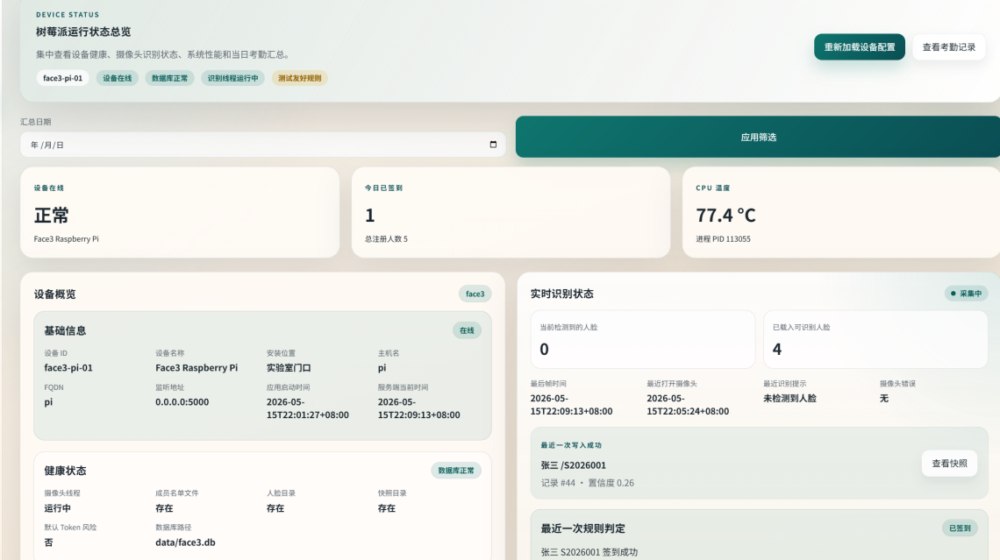 DEVICE STATUS
树莓派运行状态总览
集中查看设备健康、摄像头识别状态、系统性能和当日考勤汇总。
重新加载设备配置 查看考勤记录
face3-pi-01 设备在线 数据库正常 识别线程运行中 测试友好规则
汇总日期
年 /月/日
应用筛选
设备在线
正常
Face3 Raspberry Pi
今日已签到
1
总注册人数 5
CPU 温度
77.4 °C
进程 PID 113055
设备概览 face3
基础信息 在线
设备 ID 设备名称 安装位置 主机名
face3-pi-01 Face3 Raspberry Pi 实验室门口 pi
FQDN 监听地址 应用启动时间 服务端当前时间
pi 0.0.0.0:5000 2026-05-15T22:01:27+08:00 2026-05-15T22:09:13+08:00
健康状态 数据库正常
摄像头线程 成员名单文件 人脸目录 快照目录
运行中 存在 存在 存在
默认 Token 风险 数据库路径
否 data/face3.db
实时识别状态 采集中
当前检测到的人脸 已载入可识别人脸
0 4
最后帧时间 最近打开摄像头 最近识别提示 摄像头错误
2026-05-15T22:09:13+08:00 2026-05-15T22:05:24+08:00 未检测到人脸 无
最近一次写入成功
张三 /S2026001
记录 #44 · 置信度 0.26
查看快照
最近一次规则判定 已签到
张三 S2026001 签到成功